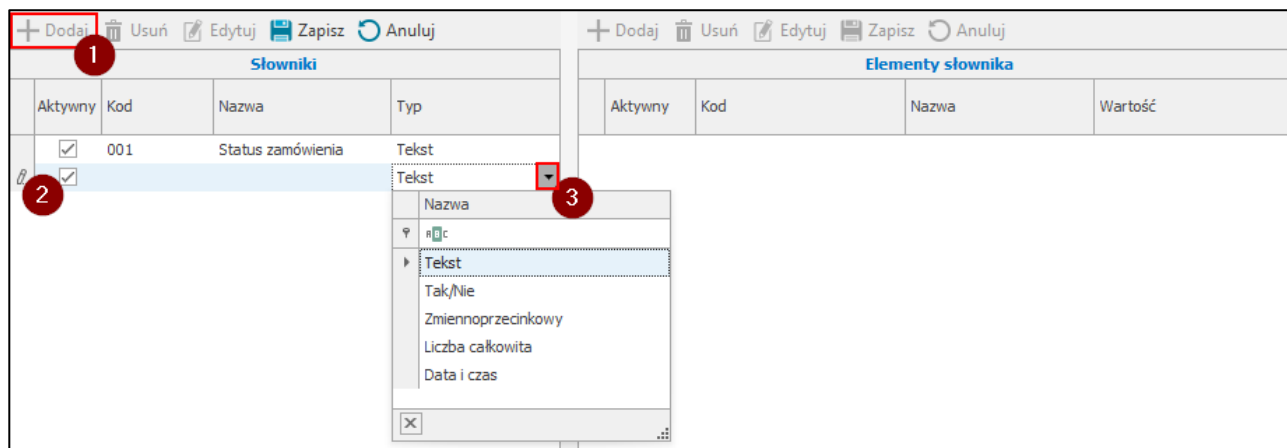 Dodaj Usuń Edytuj Zapisz Anuluj
1
Słowniki
Aktywny Kod Nazwa Typ
001 Status zamówienia Tekst
2
Tekst
3
Nazwa
ABC
Tekst
Tak/Nie
Zmiennoprzecinkowy
Liczba całkowita
Data i czas
Dodaj Usuń Edytuj Zapisz Anuluj
Elementy słownika
Aktywny Kod Nazwa Wartość